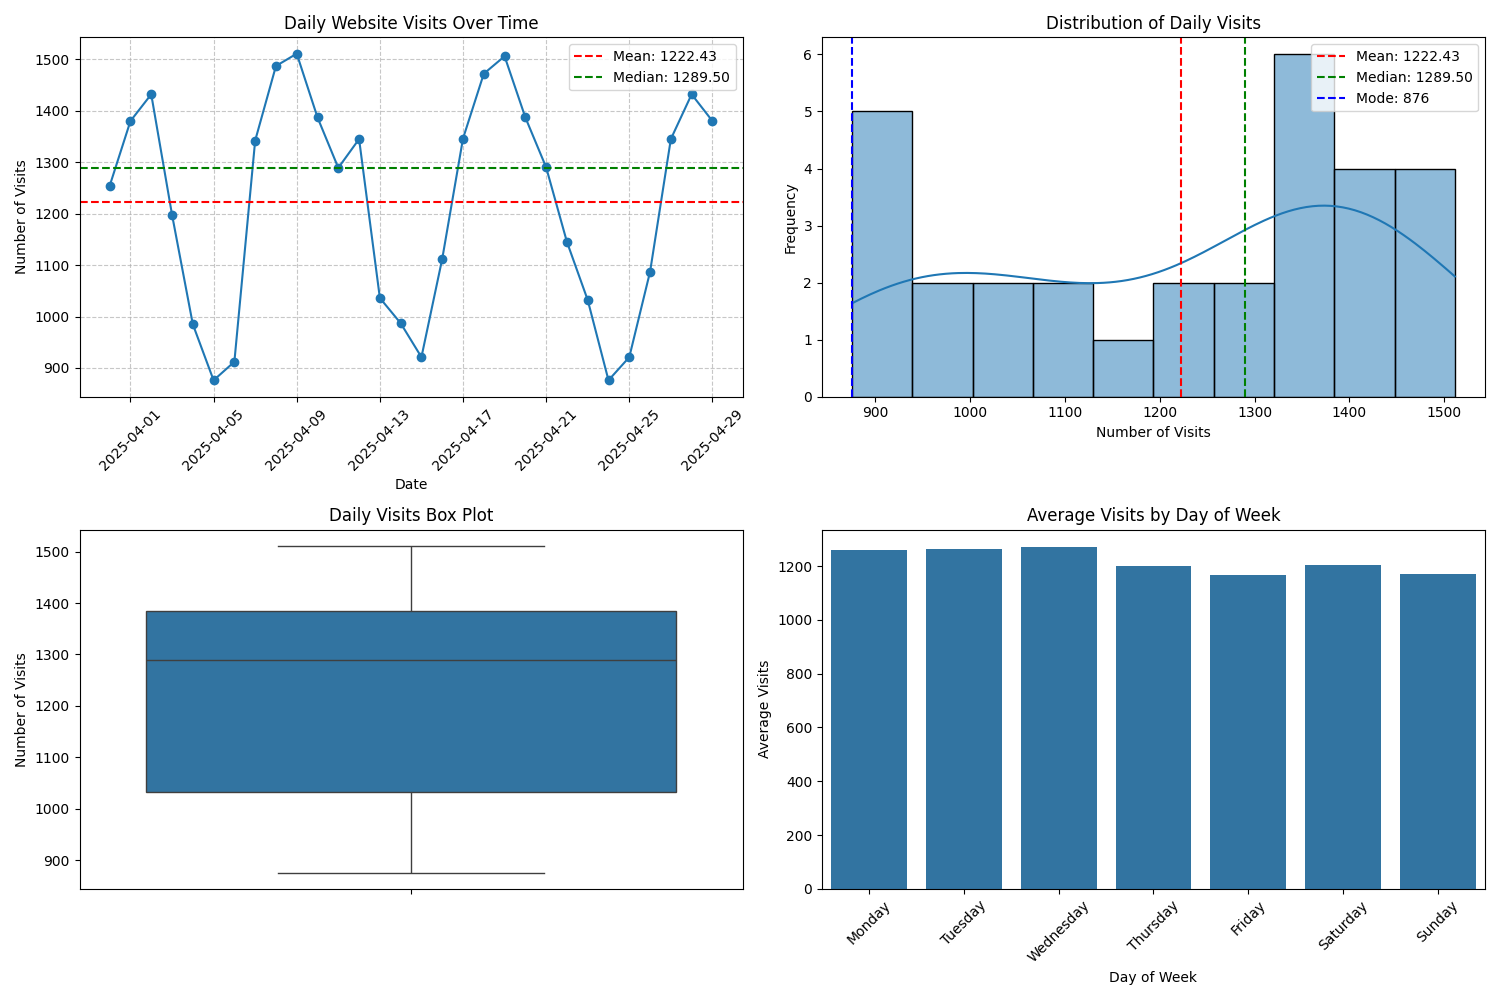 Daily Website Visits Over Time
Number of Visits
1500
1400
1300
1200
1100
1000
900
Mean: 1222.43
Median: 1289.50
2025-04-01
2025-04-05
2025-04-09
2025-04-13
2025-04-17
2025-04-21
2025-04-25
2025-04-29
Date
Distribution of Daily Visits
Frequency
6
5
4
3
2
1
0
Mean: 1222.43
Median: 1289.50
Mode: 876
900
1000
1100
1200
1300
1400
1500
Number of Visits
Daily Visits Box Plot
Number of Visits
1500
1400
1300
1200
1100
1000
900
Average Visits by Day of Week
Average Visits
1200
1000
800
600
400
200
0
Monday
Tuesday
Wednesday
Thursday
Friday
Saturday
Sunday
Day of Week